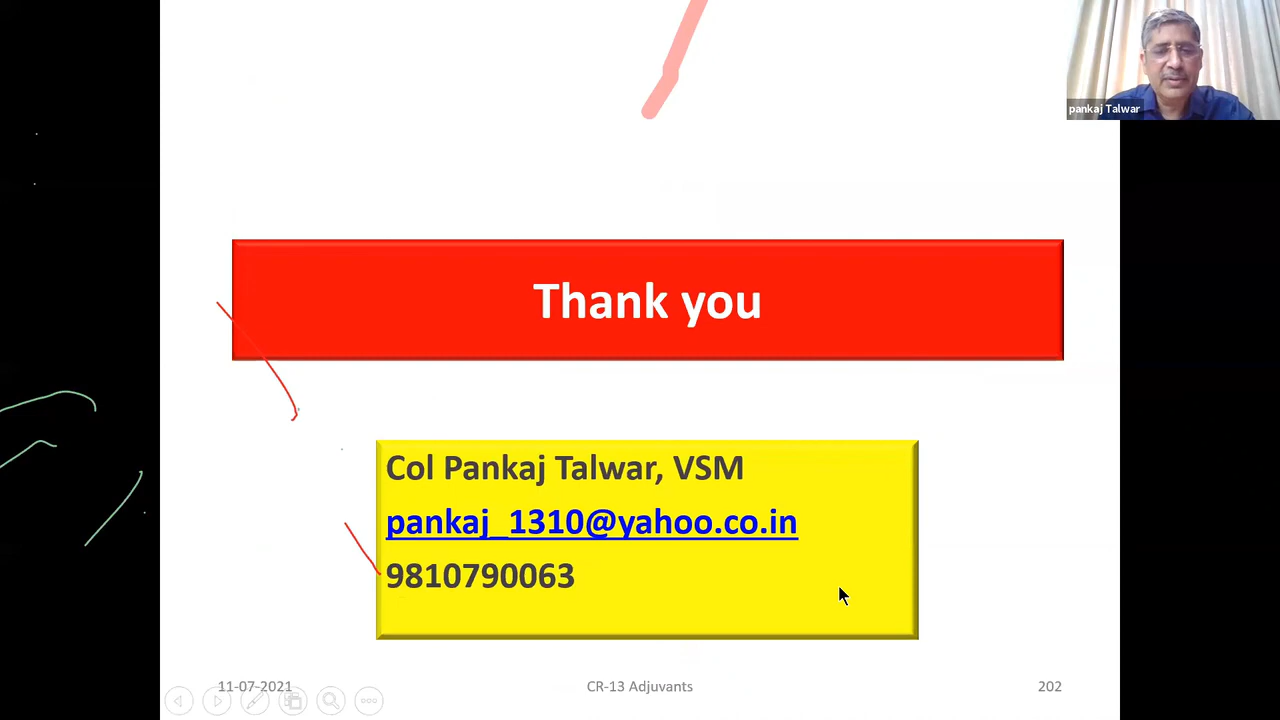 pankaj Talwar
Thank you
Col Pankaj Talwar, VSM
pankaj_1310@yahoo.co.in
9810790063
11-07-2021
CR-13 Adjuvants
202